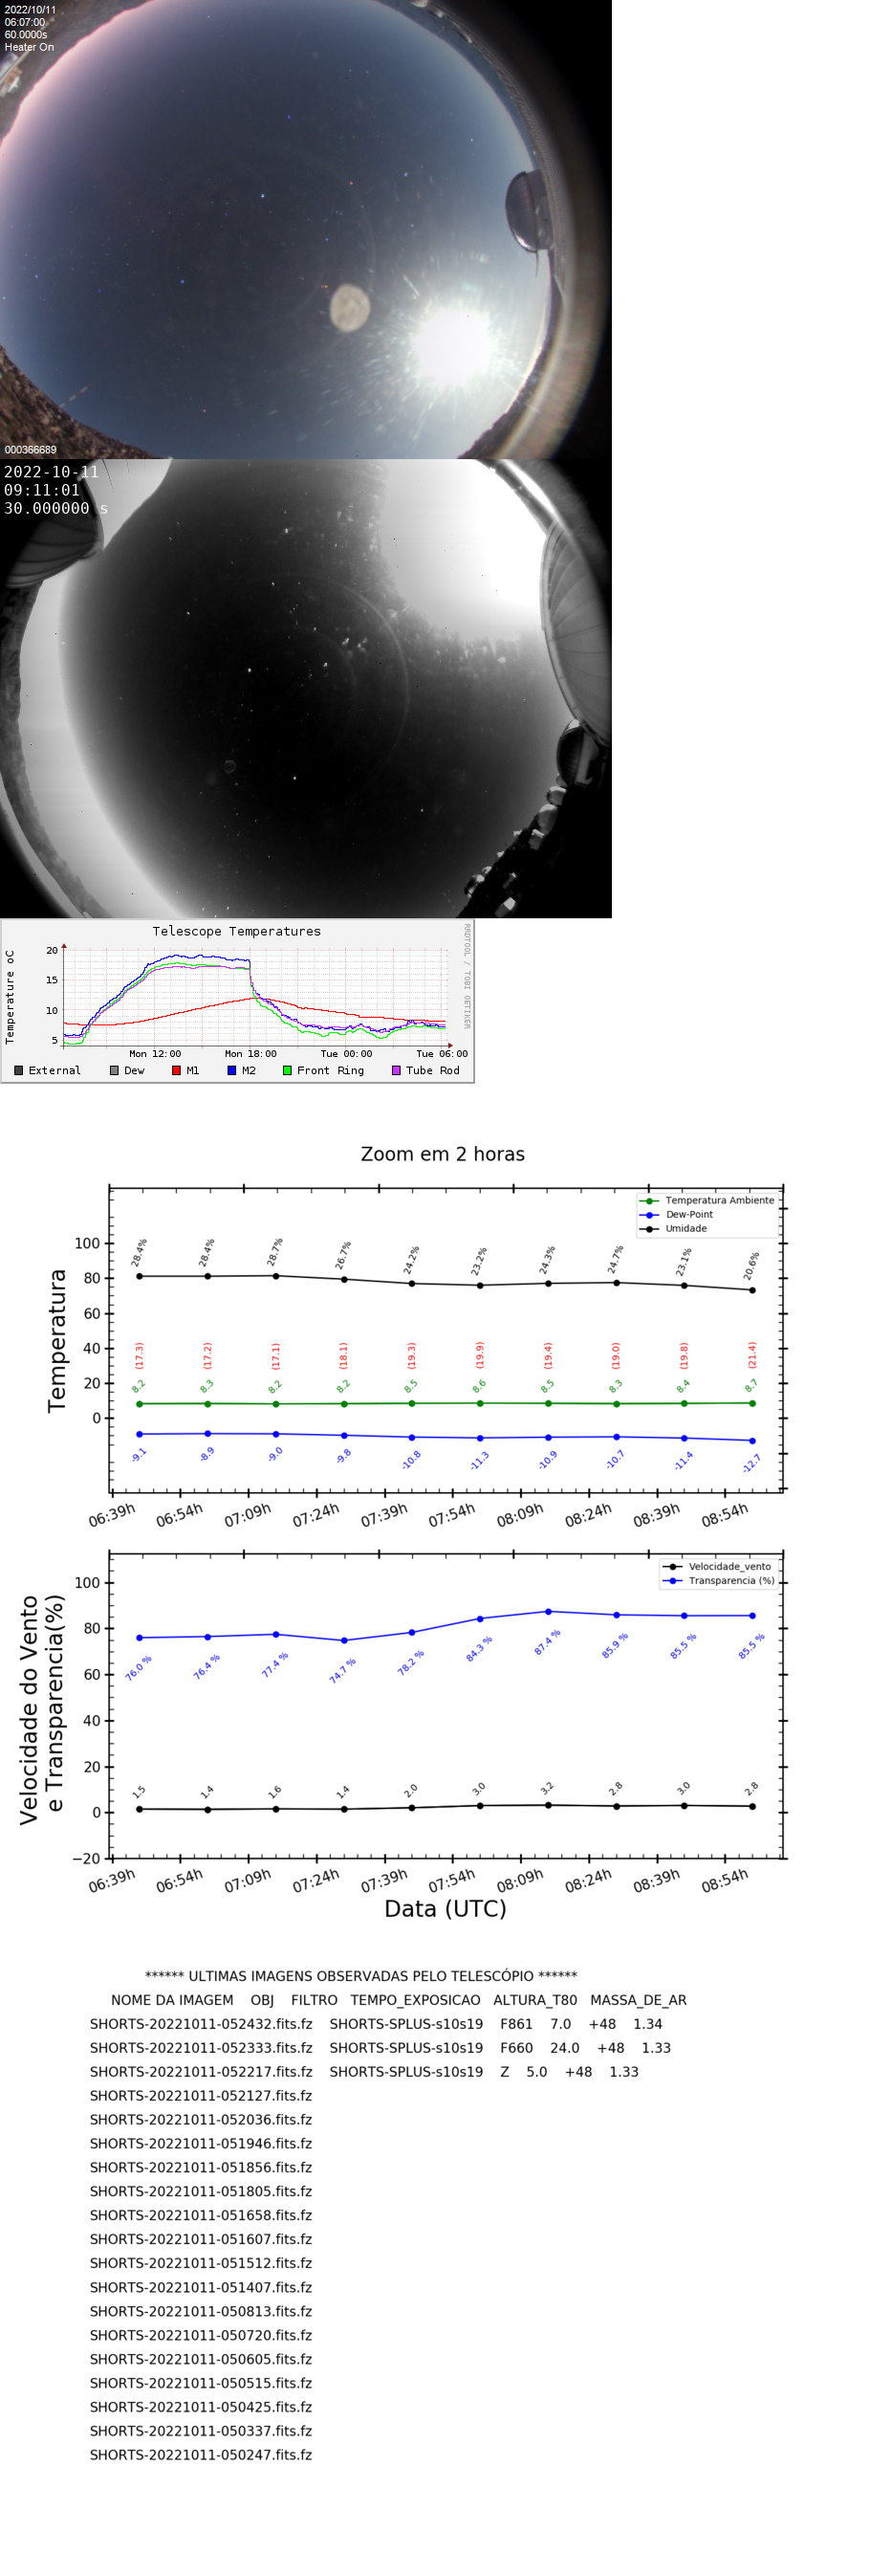 2022/10/11
06:07:00
60.0000s
Heater On
000366689
2022-10-11
09:11:01
30.000000 s
Telescope Temperatures
RRDTOOL / TOBI OETIKER
Temperature oC
20
15
10
5
Mon 12:00 Mon 18:00 Tue 00:00 Tue 06:00
External Dew M1 M2 Front Ring Tube Rod
Zoom em 2 horas
Temperatura
Temperatura Ambiente
Dew-Point
Umidade
100
80
60
40
20
0
28.4% 28.4% 28.7% 26.7% 24.2% 23.2% 24.3% 24.7% 23.1% 20.6%
(17.3) (17.2) (17.1) (18.1) (19.3) (19.9) (19.4) (19.0) (19.8) (21.4)
8.2 8.3 8.2 8.2 8.5 8.6 8.5 8.3 8.4 8.7
-9.1 -8.9 -9.0 -9.8 -10.8 -11.3 -10.9 -10.7 -11.4 -12.7
06:39h 06:54h 07:09h 07:24h 07:39h 07:54h 08:09h 08:24h 08:39h 08:54h
Velocidade do Vento
e Transparencia(%)
Velocidade_vento
Transparencia (%)
100
80
60
40
20
0
−20
76.0 % 76.4 % 77.4 % 74.7 % 78.2 % 84.3 % 87.4 % 85.9 % 85.5 % 85.5 %
1.5 1.4 1.6 1.4 2.0 3.0 3.2 2.8 3.0 2.8
06:39h 06:54h 07:09h 07:24h 07:39h 07:54h 08:09h 08:24h 08:39h 08:54h
Data (UTC)
****** ULTIMAS IMAGENS OBSERVADAS PELO TELESCÓPIO ******
NOME DA IMAGEM OBJ FILTRO TEMPO_EXPOSICAO ALTURA_T80 MASSA_DE_AR
SHORTS-20221011-052432.fits.fz SHORTS-SPLUS-s10s19 F861 7.0 +48 1.34
SHORTS-20221011-052333.fits.fz SHORTS-SPLUS-s10s19 F660 24.0 +48 1.33
SHORTS-20221011-052217.fits.fz SHORTS-SPLUS-s10s19 Z 5.0 +48 1.33
SHORTS-20221011-052127.fits.fz
SHORTS-20221011-052036.fits.fz
SHORTS-20221011-051946.fits.fz
SHORTS-20221011-051856.fits.fz
SHORTS-20221011-051805.fits.fz
SHORTS-20221011-051658.fits.fz
SHORTS-20221011-051607.fits.fz
SHORTS-20221011-051512.fits.fz
SHORTS-20221011-051407.fits.fz
SHORTS-20221011-050813.fits.fz
SHORTS-20221011-050720.fits.fz
SHORTS-20221011-050605.fits.fz
SHORTS-20221011-050515.fits.fz
SHORTS-20221011-050425.fits.fz
SHORTS-20221011-050337.fits.fz
SHORTS-20221011-050247.fits.fz